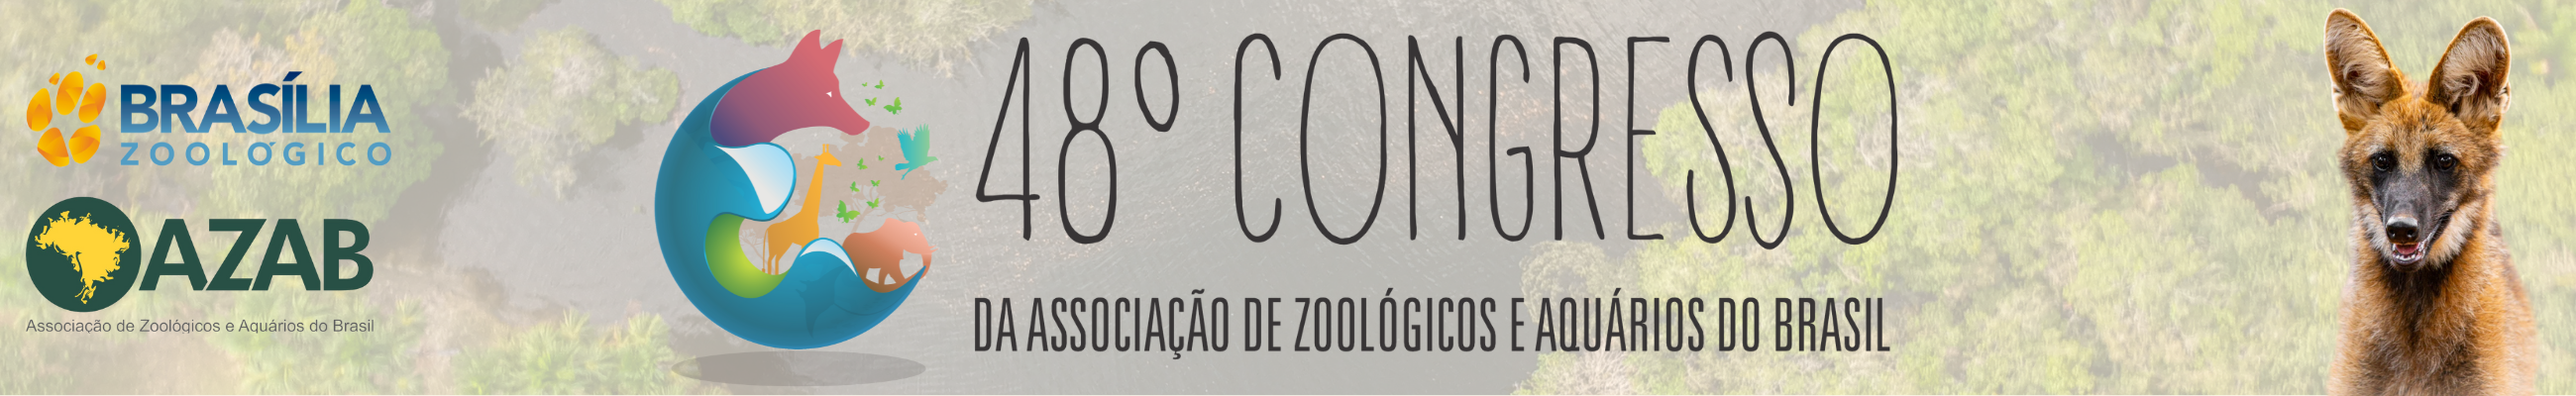 BRASÍLIA
ZOOLÓGICO
AZAB
Associação de Zoológicos e Aquários do Brasil
48º CONGRESSO
DA ASSOCIAÇÃO DE ZOOLÓGICOS E AQUÁRIOS DO BRASIL